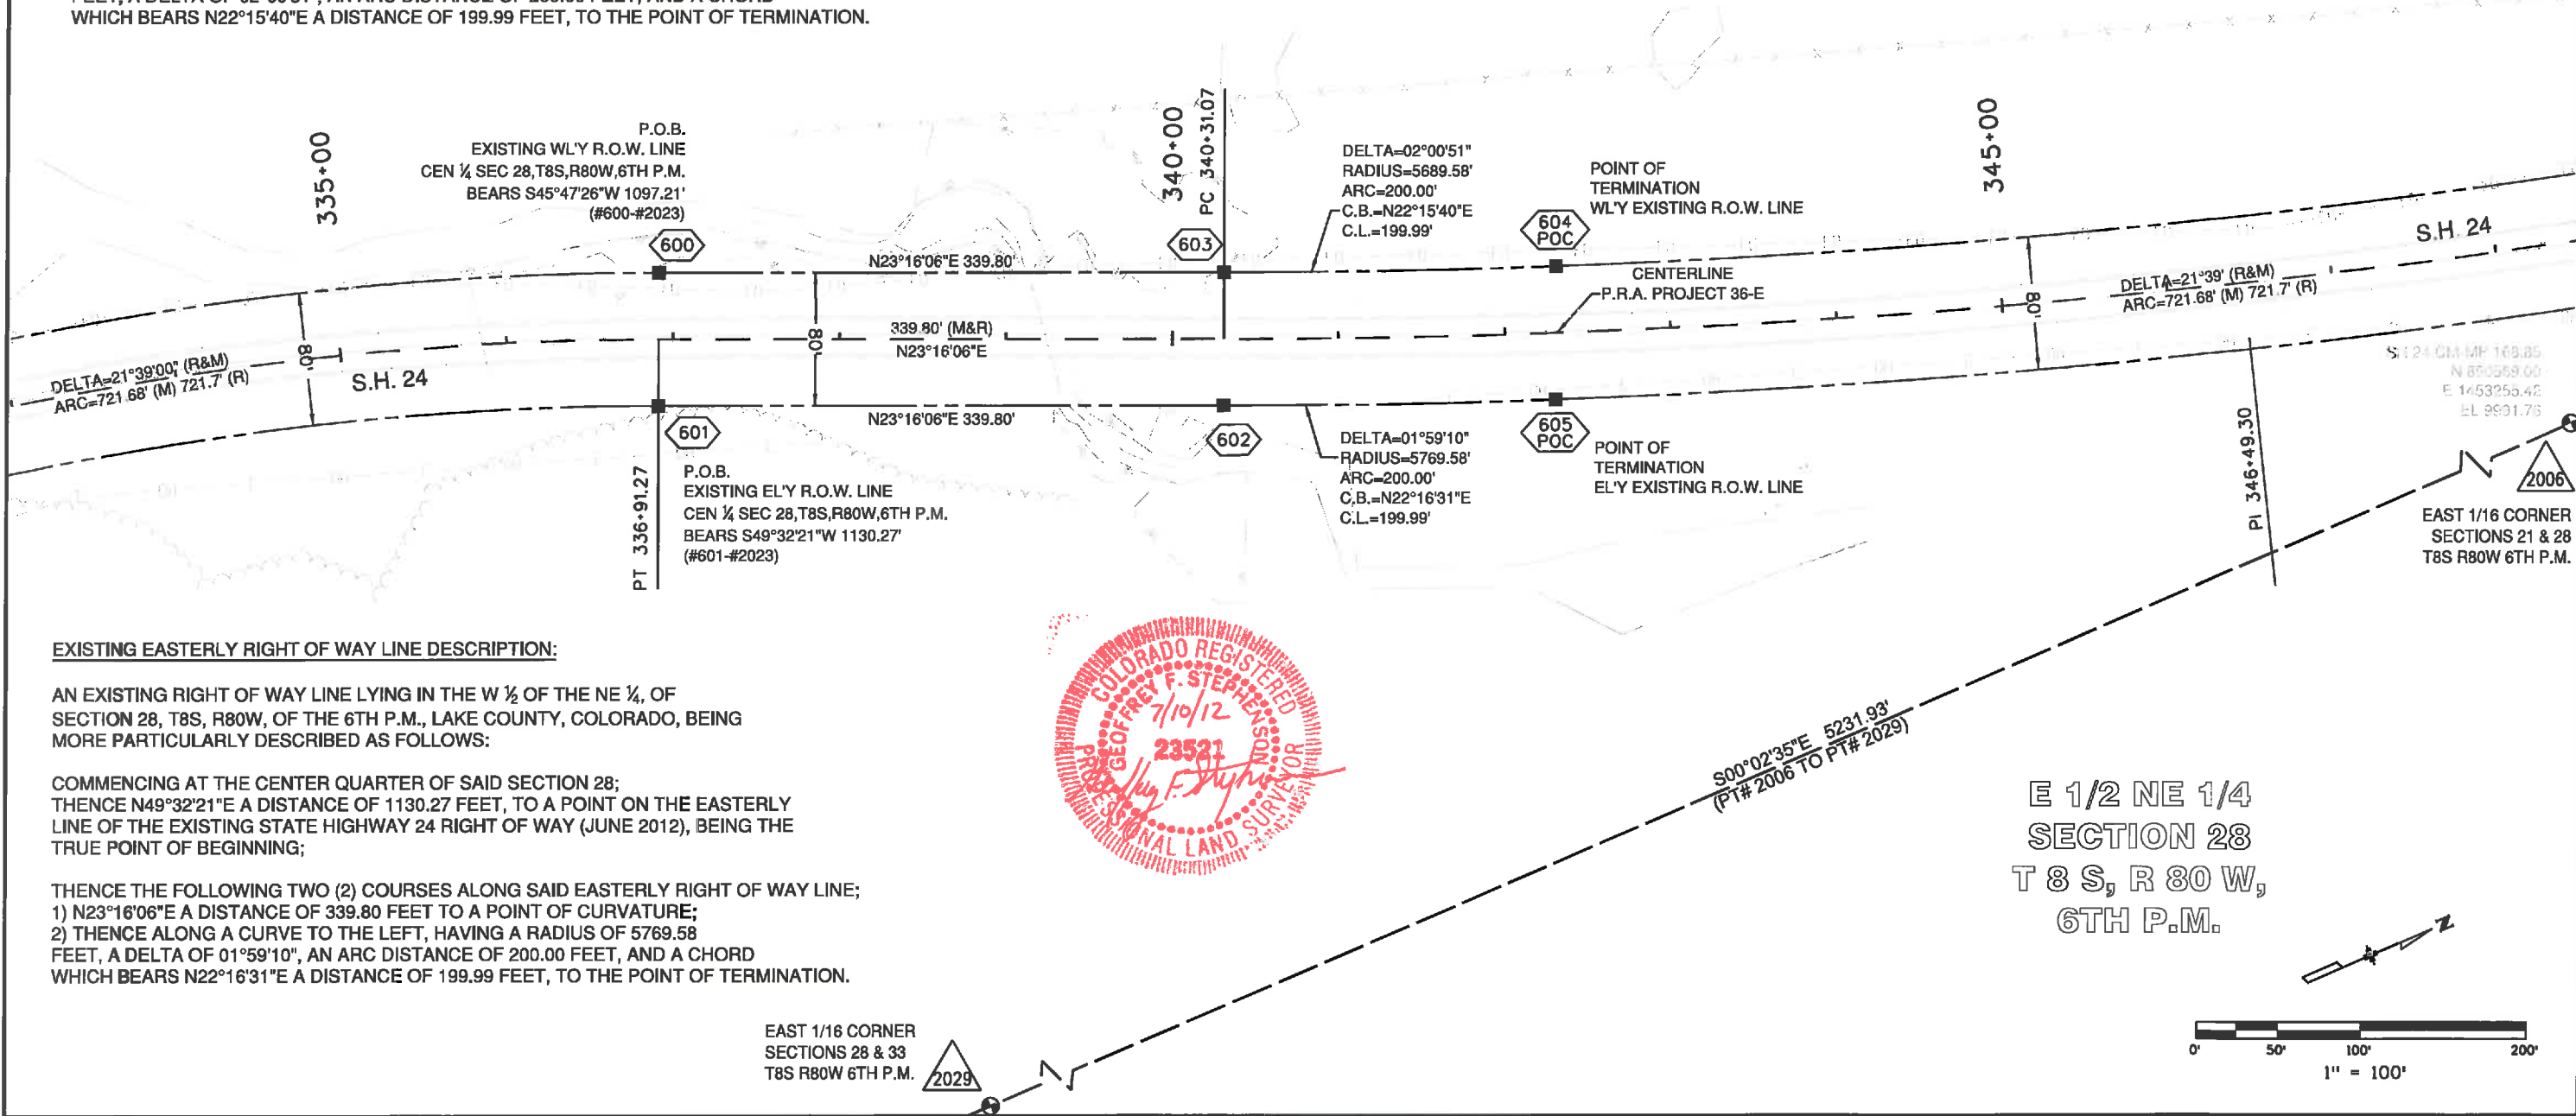 WHICH BEARS N22°15'40"E A DISTANCE OF 199.99 FEET, TO THE POINT OF TERMINATION.
335+00
P.O.B.
EXISTING WL'Y R.O.W. LINE
CEN ¼ SEC 28,T8S,R80W,6TH P.M.
BEARS S45°47'26"W 1097.21'
(#600-#2023)
600
340+00
PC 340+31.07
603
DELTA=02°00'51"
RADIUS=5689.58'
ARC=200.00'
C.B.=N22°15'40"E
C.L.=199.99'
POINT OF
TERMINATION
WL'Y EXISTING R.O.W. LINE
604
POC
345+00
S.H. 24
N23°16'06"E 339.80'
CENTERLINE
P.R.A. PROJECT 36-E
DELTA=21°39' (R&M)
ARC=721.68' (M) 721.7' (R)
80'
80'
80'
339.80' (M&R)
N23°16'06"E
DELTA=21°39'00" (R&M)
ARC=721.68' (M) 721.7' (R)
S.H. 24
N23°16'06"E 339.80'
601
PT 336+91.27
P.O.B.
EXISTING EL'Y R.O.W. LINE
CEN ¼ SEC 28,T8S,R80W,6TH P.M.
BEARS S49°32'21"W 1130.27'
(#601-#2023)
602
DELTA=01°59'10"
RADIUS=5769.58'
ARC=200.00'
C.B.=N22°16'31"E
C.L.=199.99'
605
POC
POINT OF
TERMINATION
EL'Y EXISTING R.O.W. LINE
PI 346+49.30
E 1453255.42
EL 9991.76
2006
EAST 1/16 CORNER
SECTIONS 21 & 28
T8S R80W 6TH P.M.
EXISTING EASTERLY RIGHT OF WAY LINE DESCRIPTION:
AN EXISTING RIGHT OF WAY LINE LYING IN THE W ½ OF THE NE ¼, OF
SECTION 28, T8S, R80W, OF THE 6TH P.M., LAKE COUNTY, COLORADO, BEING
MORE PARTICULARLY DESCRIBED AS FOLLOWS:
COMMENCING AT THE CENTER QUARTER OF SAID SECTION 28;
THENCE N49°32'21"E A DISTANCE OF 1130.27 FEET, TO A POINT ON THE EASTERLY
LINE OF THE EXISTING STATE HIGHWAY 24 RIGHT OF WAY (JUNE 2012), BEING THE
TRUE POINT OF BEGINNING;
THENCE THE FOLLOWING TWO (2) COURSES ALONG SAID EASTERLY RIGHT OF WAY LINE;
1) N23°16'06"E A DISTANCE OF 339.80 FEET TO A POINT OF CURVATURE;
2) THENCE ALONG A CURVE TO THE LEFT, HAVING A RADIUS OF 5769.58
FEET, A DELTA OF 01°59'10", AN ARC DISTANCE OF 200.00 FEET, AND A CHORD
WHICH BEARS N22°16'31"E A DISTANCE OF 199.99 FEET, TO THE POINT OF TERMINATION.
COLORADO REGISTERED
GEOFFREY F. STEPHENSON
7/10/12
23521
PROFESSIONAL LAND SURVEYOR
S00°02'35"E 5231.93'
(PT# 2006 TO PT# 2029)
E 1/2 NE 1/4
SECTION 28
T 8 S, R 80 W,
6TH P.M.
N
EAST 1/16 CORNER
SECTIONS 28 & 33
T8S R80W 6TH P.M.
2029
0' 50' 100' 200'
1" = 100'